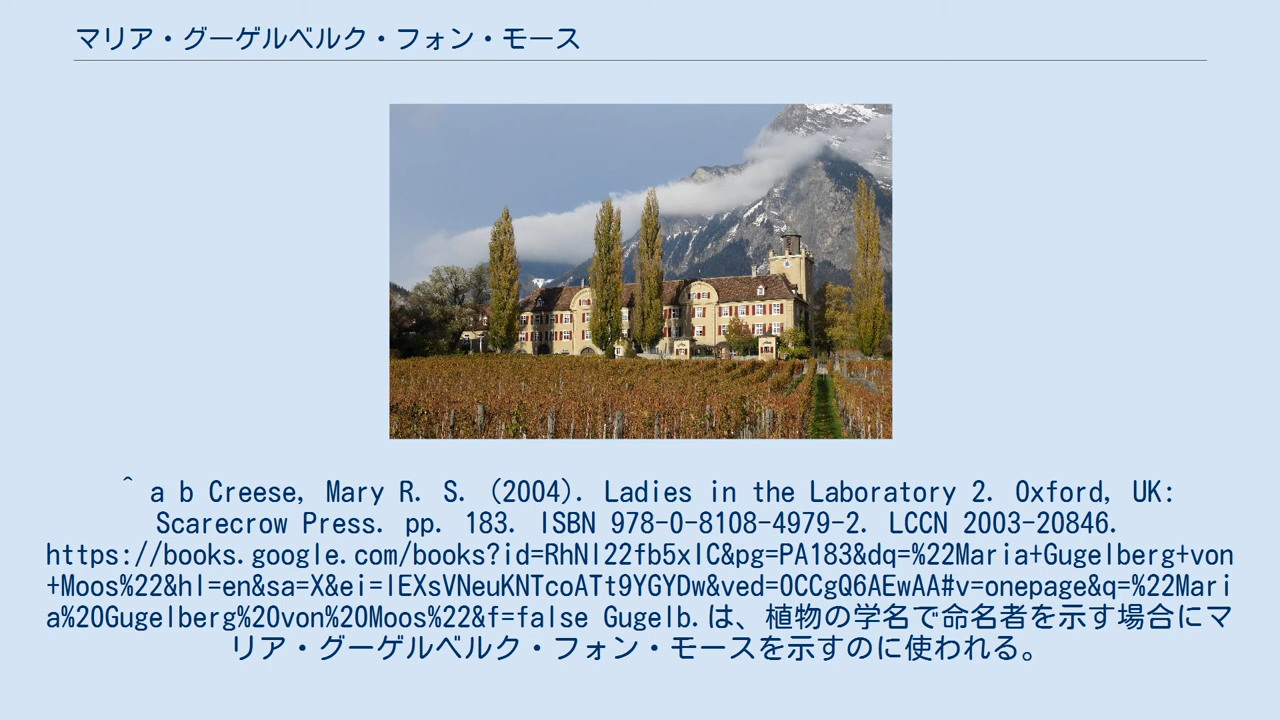 マリア・グーゲルベルク・フォン・モース
^ a b Creese, Mary R. S. (2004). Ladies in the Laboratory 2. Oxford, UK:
Scarecrow Press. pp. 183. ISBN 978-0-8108-4979-2. LCCN 2003-20846.
https://books.google.com/books?id=RhNl22fb5xlC&pg=PA183&dq=%22Maria+Gugelberg+von
+Moos%22&hl=en&sa=X&ei=lEXsVNeuKNTcoATt9YGYDw&ved=0CCgQ6AEwAA#v=onepage&q=%22Mari
a%20Gugelberg%20von%20Moos%22&f=false Gugelb.は、植物の学名で命名者を示す場合にマ
リア・グーゲルベルク・フォン・モースを示すのに使われる。